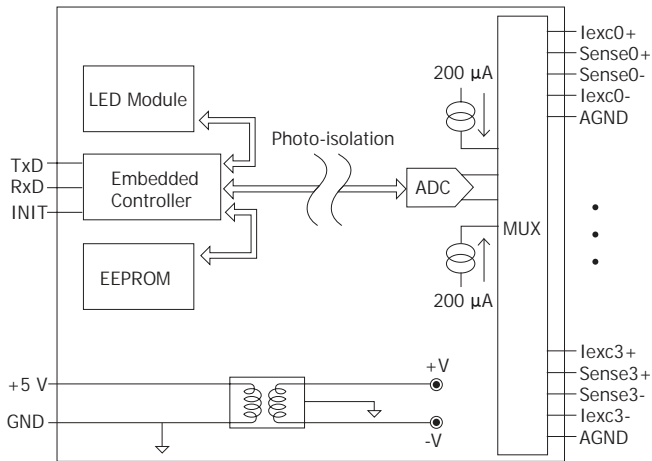 Iexc0+
Sense0+
Sense0-
Iexc0-
AGND
200 µA
LED Module
Photo-isolation
TxD
RxD
INIT
Embedded
Controller
ADC
MUX
EEPROM
200 µA
Iexc3+
Sense3+
Sense3-
Iexc3-
AGND
+5 V
GND
+V
-V